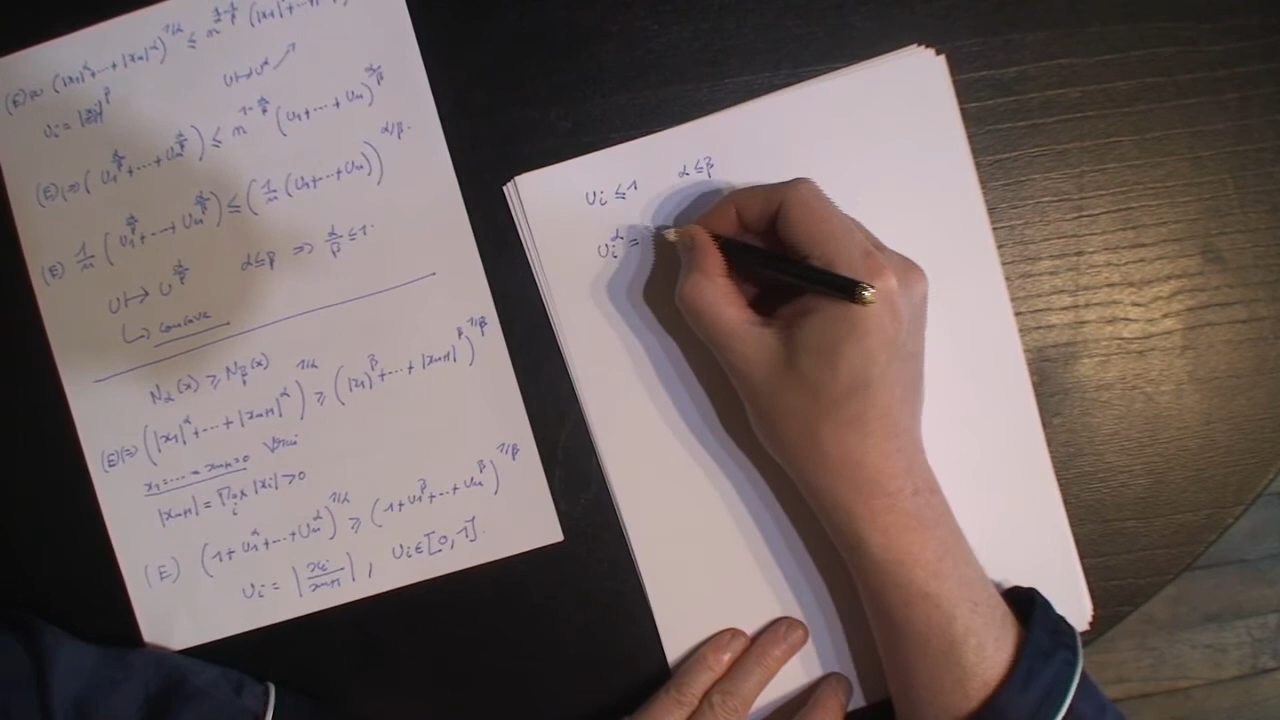 (E) ⇔ (|x₁|^α + ⋯ + |xₙ|^α)^{1/α} ≤ n^{1/α - 1/β} (|x₁|^β + ⋯ + |
uᵢ = |xᵢ|^β
U ↦ U^α
(E) ⇔ (U₁^{α/β} + ⋯ + Uₙ^{α/β}) ≤ n^{1-α/β} (U₁ + ⋯ + Uₙ)^{α/β}
(E) 1/n (U₁^{α/β} + ⋯ + Uₙ^{α/β}) ≤ (1/n (U₁ + ⋯ + Uₙ))^{α/β}.
U ↦ U^{α/β} α ≤ β ⇒ α/β ≤ 1.
↳ concave
N_α(x) ≥ N_β(x)
(E) ⇔ (|x₁|^α + ⋯ + |xₙ₊₁|^α)^{1/α} ≥ (|x₁|^β + ⋯ + |xₙ₊₁|^β)^{1/β}
x₁ = ⋯ = xₙ₊₁ = 0 Vrai
|xₙ₊₁| = Max_i |xᵢ| > 0
(E) (1 + U₁^α + ⋯ + Uₙ^α)^{1/α} ≥ (1 + U₁^β + ⋯ + Uₙ^β)^{1/β}
Uᵢ = |xᵢ/xₙ₊₁|, Uᵢ ∈ [0, 1].
Uᵢ ≤ 1 α ≤ β
Uᵢ^α =